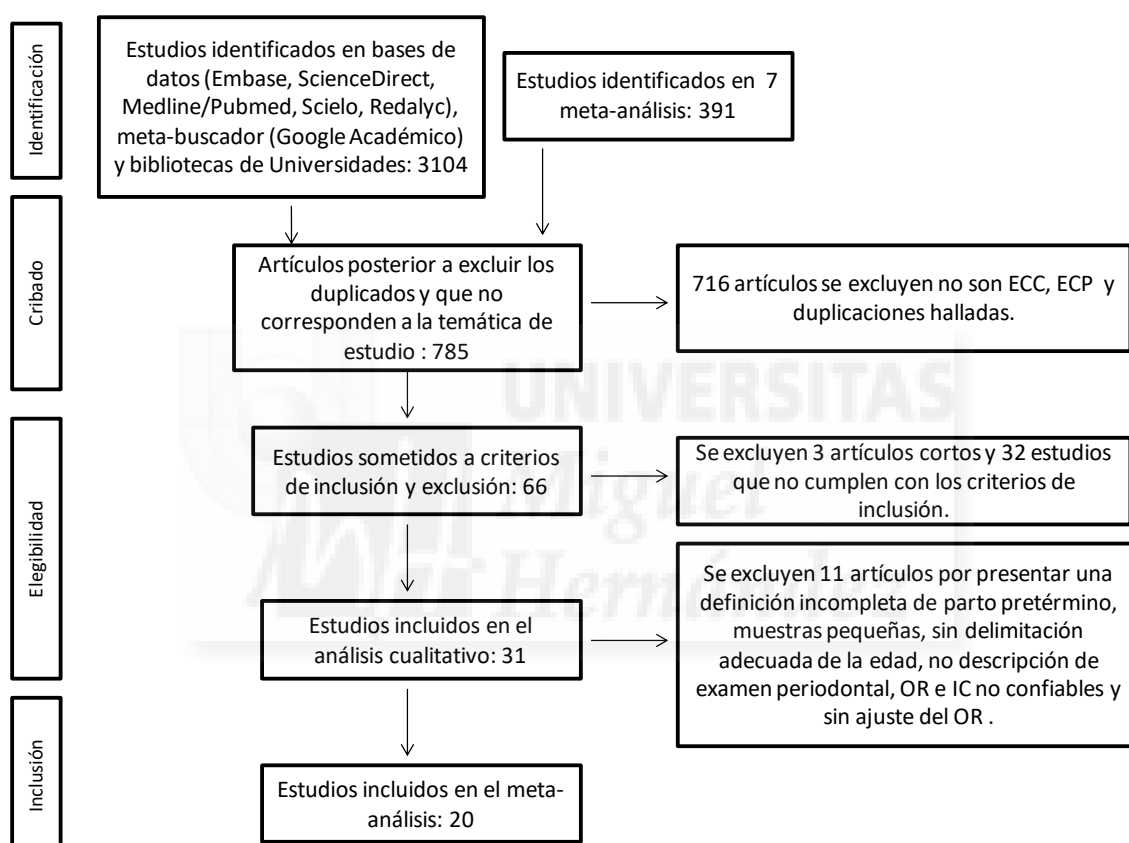 Identificación
Estudios identificados en bases de
datos (Embase, ScienceDirect,
Medline/Pubmed, Scielo, Redalyc),
meta-buscador (Google Académico)
y bibliotecas de Universidades: 3104
Estudios identificados en 7
meta-análisis: 391
Cribado
Artículos posterior a excluir los
duplicados y que no
corresponden a la temática de
estudio : 785
716 artículos se excluyen no son ECC, ECP y
duplicaciones halladas.
Elegibilidad
Estudios sometidos a criterios
de inclusión y exclusión: 66
Se excluyen 3 artículos cortos y 32 estudios
que no cumplen con los criterios de
inclusión.
Estudios incluidos en el
análisis cualitativo: 31
Se excluyen 11 artículos por presentar una
definición incompleta de parto pretérmino,
muestras pequeñas, sin delimitación
adecuada de la edad, no descripción de
examen periodontal, OR e IC no confiables y
sin ajuste del OR .
Inclusión
Estudios incluidos en el meta-
análisis: 20
UNIVERSITAS
Miguel
Hernández